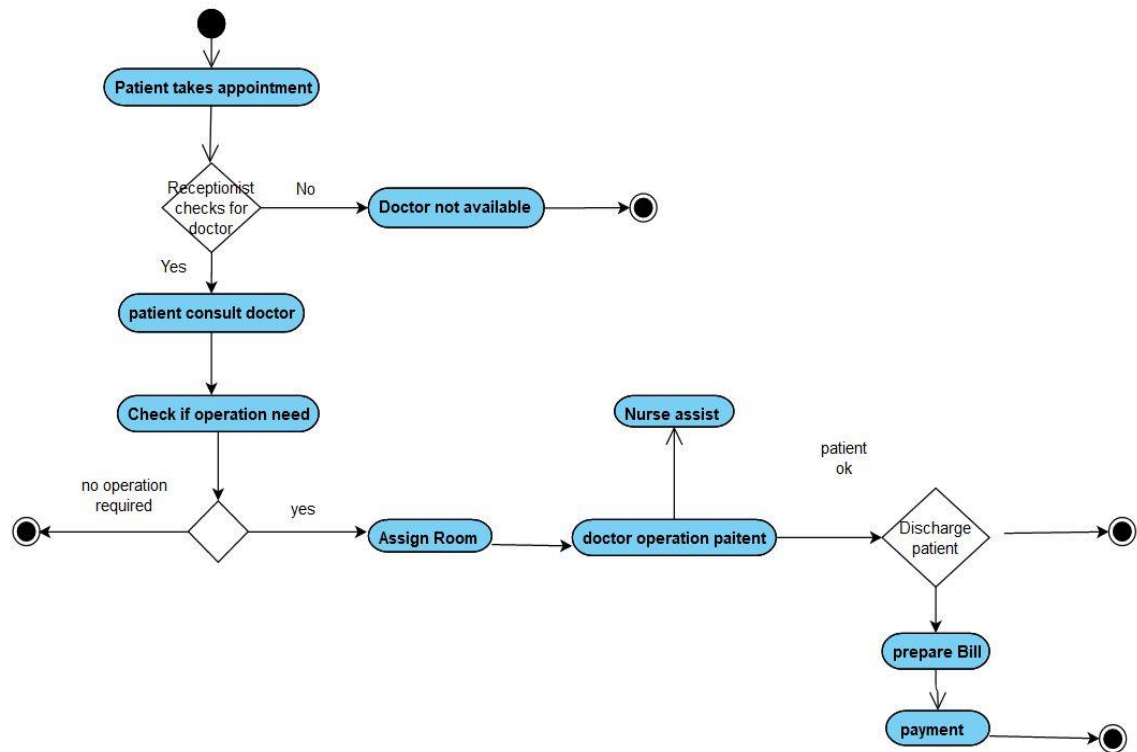 Patient takes appointment
Receptionist
checks for
doctor
No
Doctor not available
Yes
patient consult doctor
Check if operation need
Nurse assist
patient
ok
no operation
required
yes
Assign Room
doctor operation paitent
Discharge
patient
prepare Bill
payment